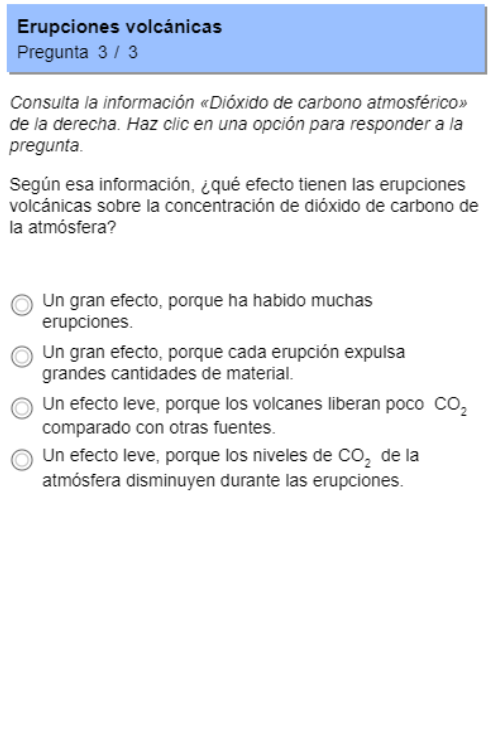 Erupciones volcánicas
Pregunta 3 / 3
Consulta la información «Dióxido de carbono atmosférico»
de la derecha. Haz clic en una opción para responder a la
pregunta.
Según esa información, ¿qué efecto tienen las erupciones
volcánicas sobre la concentración de dióxido de carbono de
la atmósfera?
Un gran efecto, porque ha habido muchas
erupciones.
Un gran efecto, porque cada erupción expulsa
grandes cantidades de material.
Un efecto leve, porque los volcanes liberan poco CO₂
comparado con otras fuentes.
Un efecto leve, porque los niveles de CO₂ de la
atmósfera disminuyen durante las erupciones.